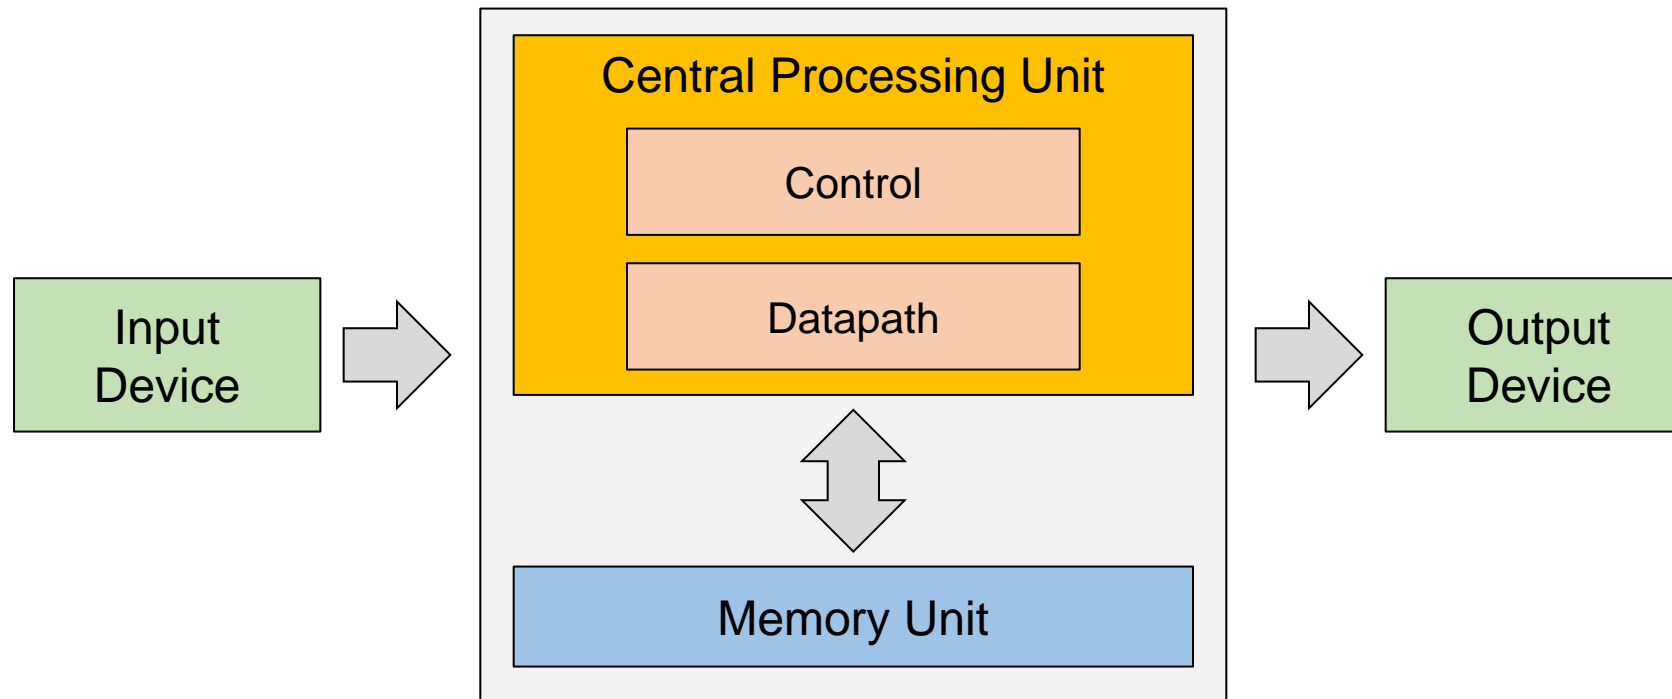 Central Processing Unit
Control
Datapath
Input
Device
Output
Device
Memory Unit